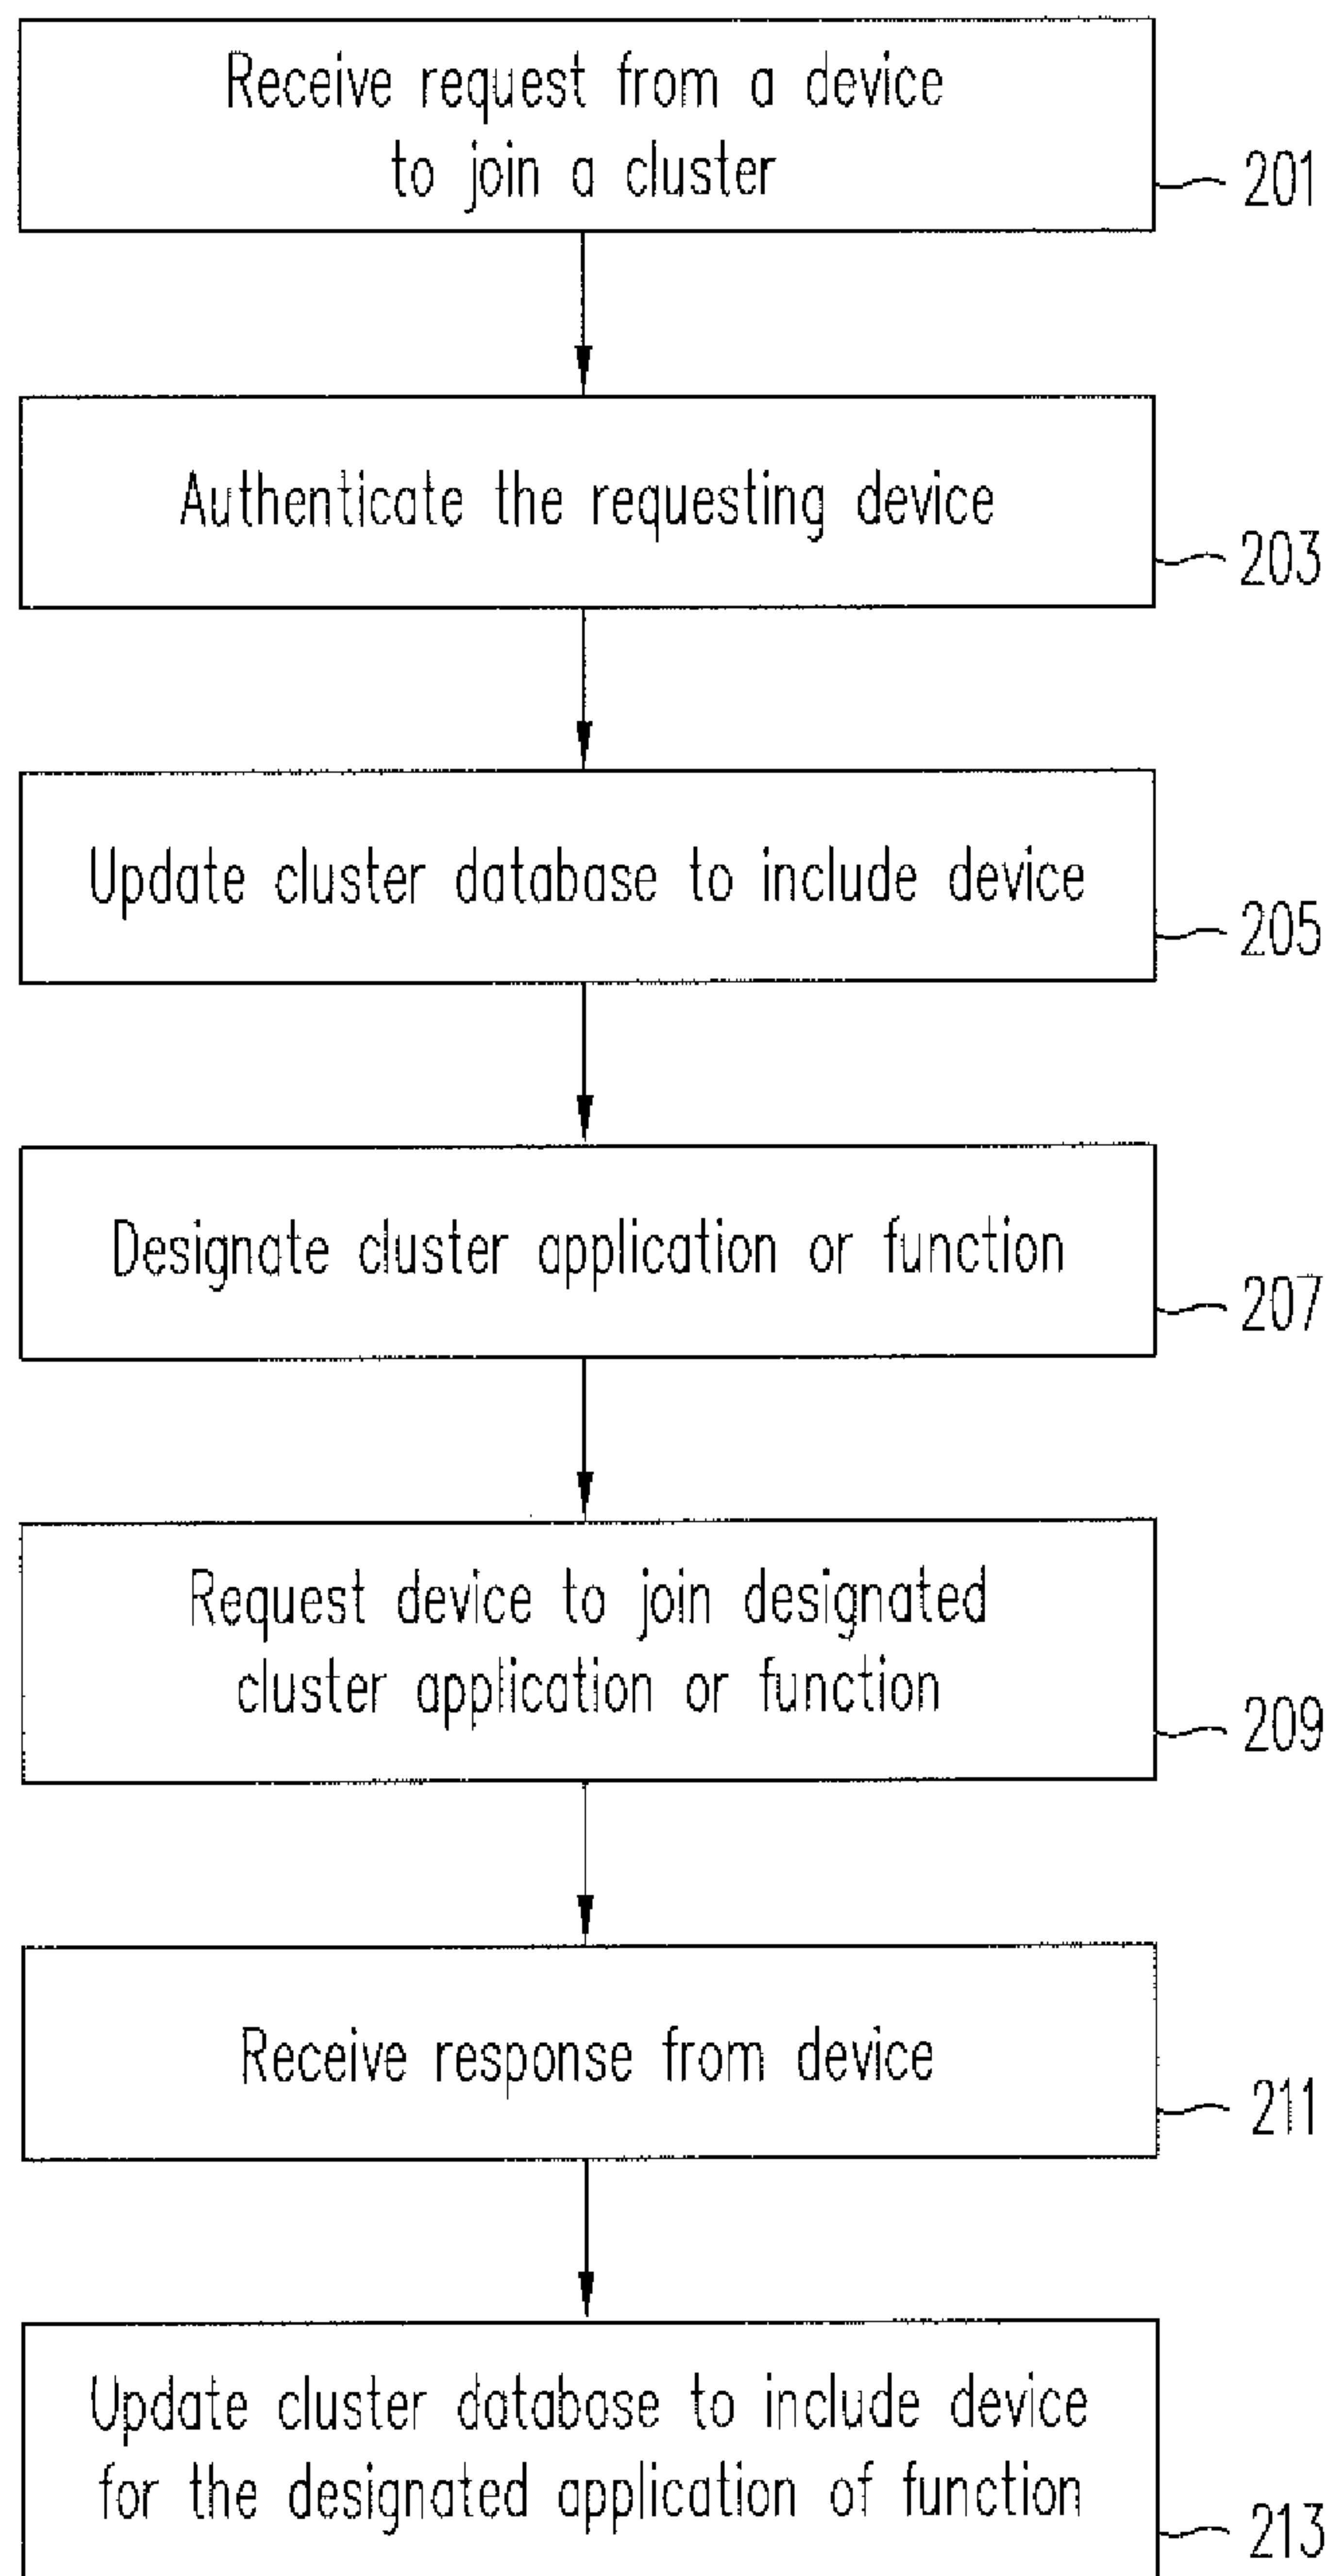 Receive request from a device
to join a cluster
201
Authenticate the requesting device
203
Update cluster database to include device
205
Designate cluster application or function
207
Request device to join designated
cluster application or function
209
Receive response from device
211
Update cluster database to include device
for the designated application of function
213